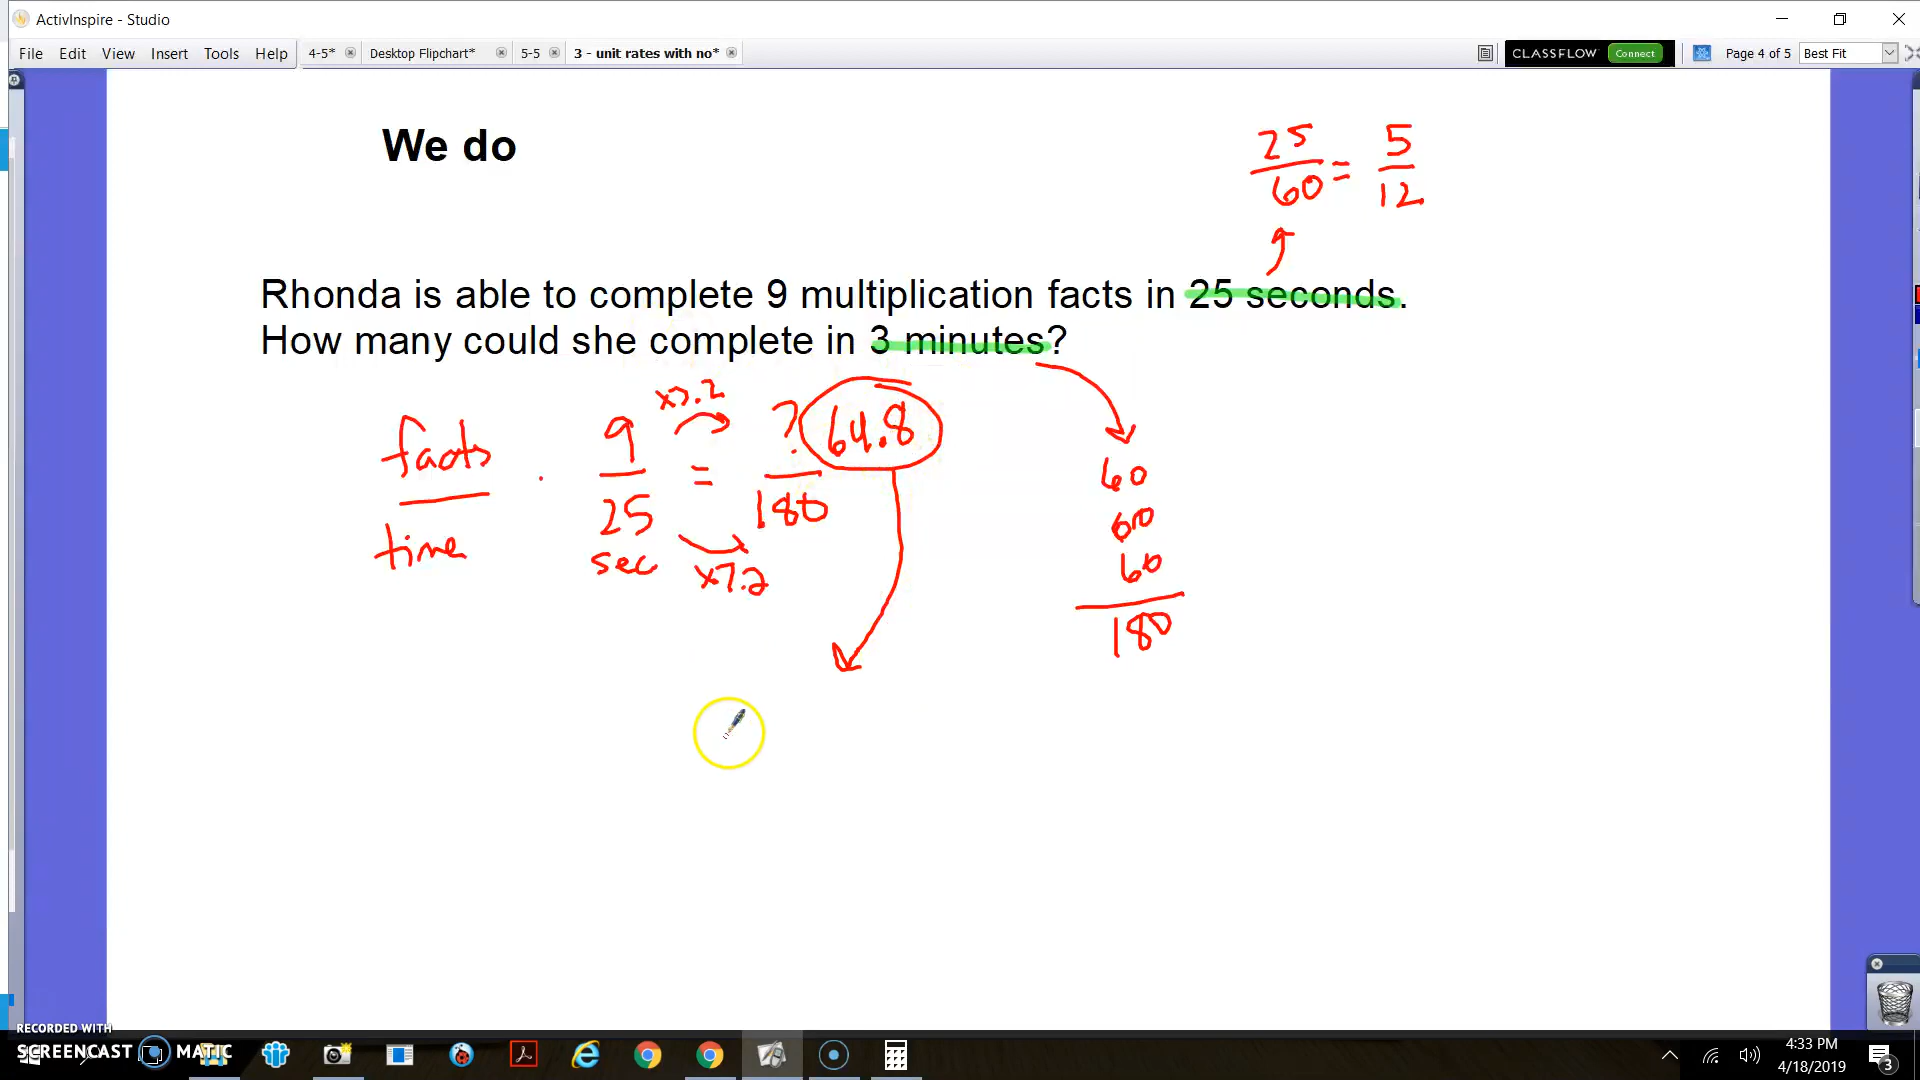 ActivInspire - Studio
File Edit View Insert Tools Help 4-5* Desktop Flipchart* 5-5 3 - unit rates with no* CLASSFLOW Connect Page 4 of 5 Best Fit
We do
25/60 = 5/12
Rhonda is able to complete 9 multiplication facts in 25 seconds.
How many could she complete in 3 minutes?
x7.2
facts 9 = ? 64.8
time 25 180
sec x7.2
60
60
60
180
RECORDED WITH
SCREENCAST MATIC
4:33 PM
4/18/2019
3